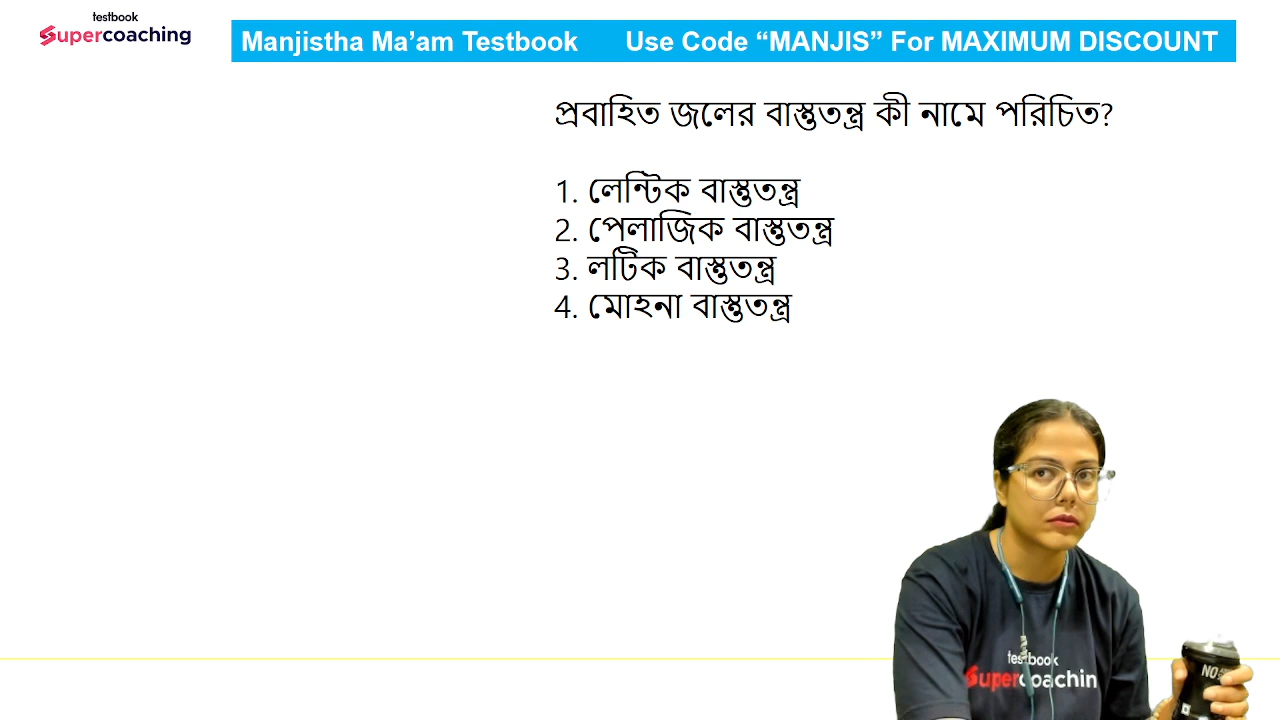 testbook
Supercoaching
Manjistha Ma’am Testbook Use Code “MANJIS” For MAXIMUM DISCOUNT
প্রবাহিত জলের বাস্তুতন্ত্র কী নামে পরিচিত?
1. লেন্টিক বাস্তুতন্ত্র
2. পেলাজিক বাস্তুতন্ত্র
3. লটিক বাস্তুতন্ত্র
4. মোহনা বাস্তুতন্ত্র
testbook
Supercoachin
NO